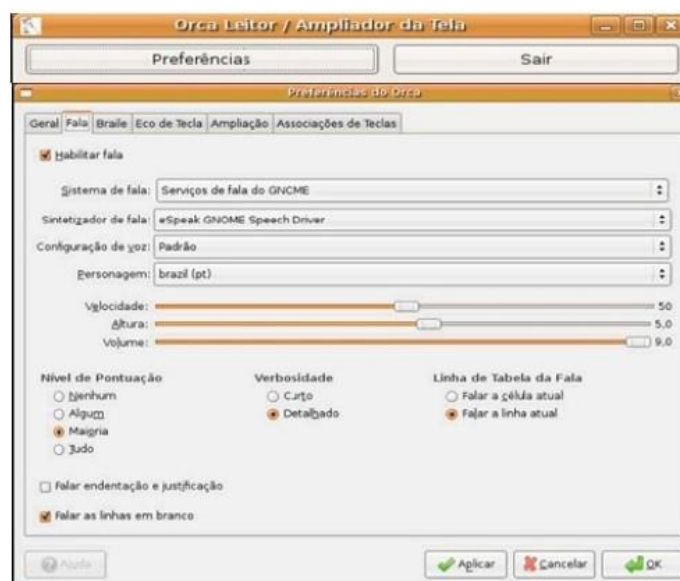 Orca Leitor / Ampliador da Tela
Preferências Sair
Preferências do Orca
Geral Fala Braile Eco de Tecla Ampliação Associações de Teclas
Habilitar fala
Sistema de fala: Serviços de fala do GNOME
Sintetizador de fala: eSpeak GNOME Speech Driver
Configuração de voz: Padrão
Personagem: brazil (pt)
Velocidade: 50
Altura: 5,0
Volume: 9,0
Nível de Pontuação Verbosidade Linha de Tabela da Fala
Nenhum Curto Falar a célula atual
Algum Detalhado Falar a linha atual
Maioria
Tudo
Falar endentação e justificação
Falar as linhas em branco
Ajuda Aplicar Cancelar OK